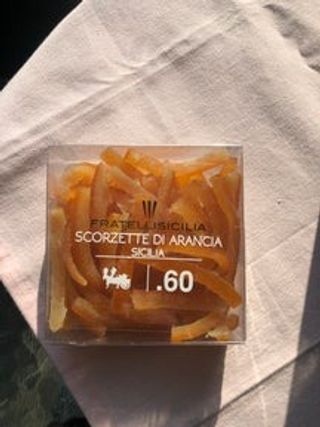 FRATELLISICILIA
SCORZETTE DI ARANCIA
SICILIA
.60